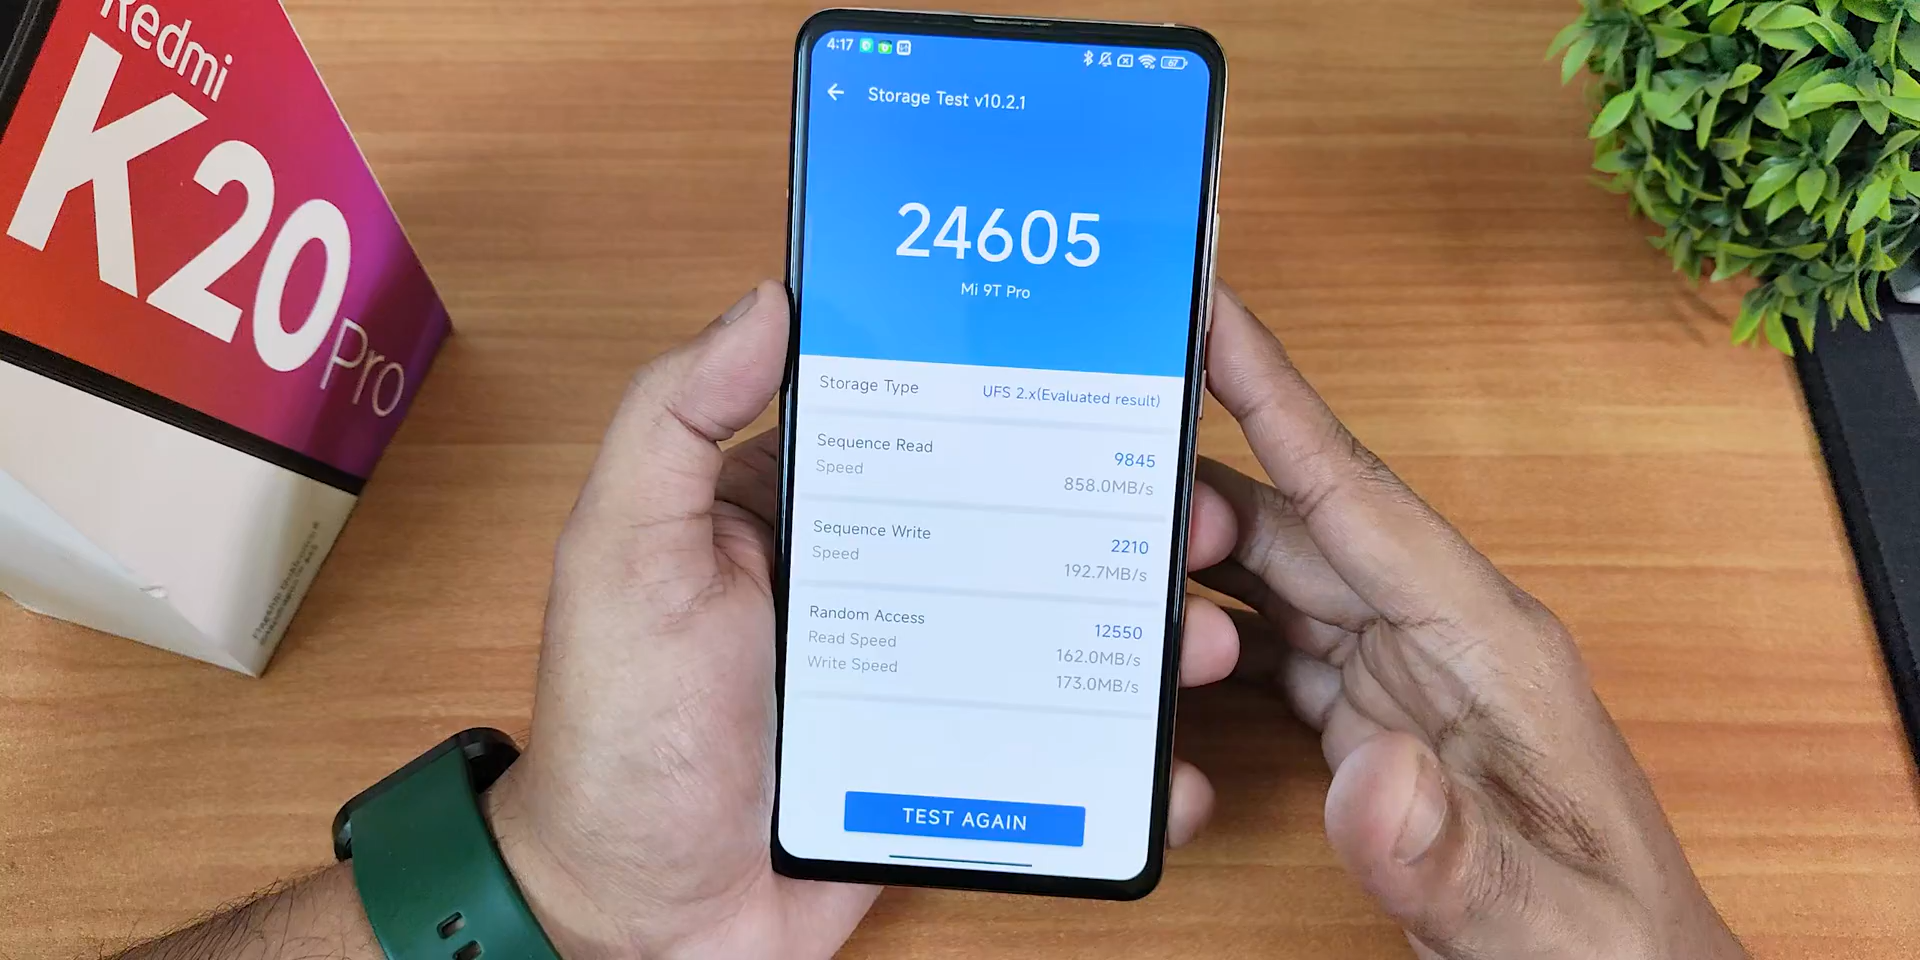 Redmi
K20 Pro
4:17
67
Storage Test v10.2.1
24605
Mi 9T Pro
Storage Type UFS 2.x(Evaluated result)
Sequence Read 9845
Speed 858.0MB/s
Sequence Write 2210
Speed 192.7MB/s
Random Access 12550
Read Speed 162.0MB/s
Write Speed 173.0MB/s
TEST AGAIN